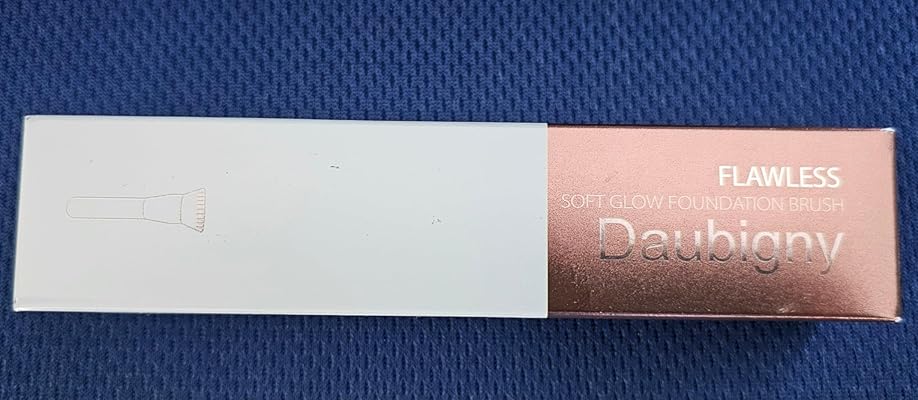 FLAWLESS
SOFT GLOW FOUNDATION BRUSH
Daubigny